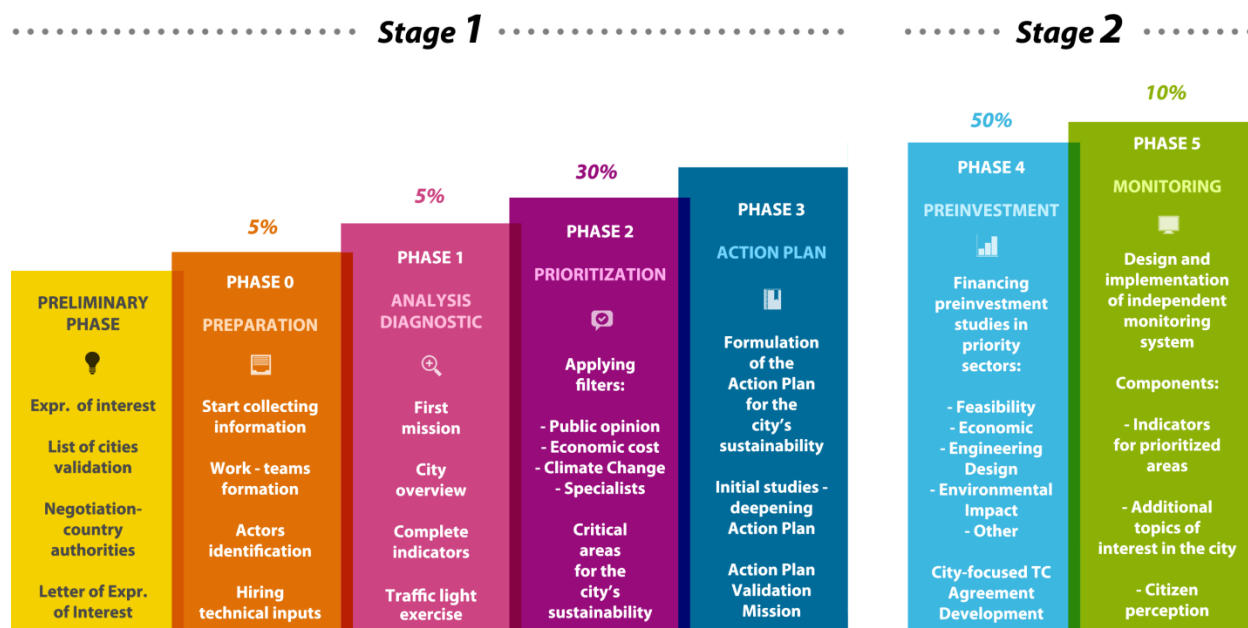 Stage 1
PRELIMINARY
PHASE
Expr. of interest
List of cities
validation
Negotiation-
country
authorities
Letter of Expr.
of Interest
5%
PHASE 0
PREPARATION
Start collecting
information
Work - teams
formation
Actors
identification
Hiring
technical inputs
5%
PHASE 1
ANALYSIS
DIAGNOSTIC
First
mission
City
overview
Complete
indicators
Traffic light
exercise
30%
PHASE 2
PRIORITIZATION
Applying
filters:
- Public opinion
- Economic cost
- Climate Change
- Specialists
Critical
areas
for the
city's
sustainability
PHASE 3
ACTION PLAN
Formulation
of the
Action Plan
for the
city's
sustainability
Initial studies -
deepening
Action Plan
Action Plan
Validation
Mission
Stage 2
50%
PHASE 4
PREINVESTMENT
Financing
preinvestment
studies in
priority
sectors:
- Feasibility
- Economic
- Engineering
Design
- Environmental
Impact
- Other
City-focused TC
Agreement
Development
10%
PHASE 5
MONITORING
Design and
implementation
of independent
monitoring
system
Components:
- Indicators
for prioritized
areas
- Additional
topics of
interest in the city
- Citizen
perception